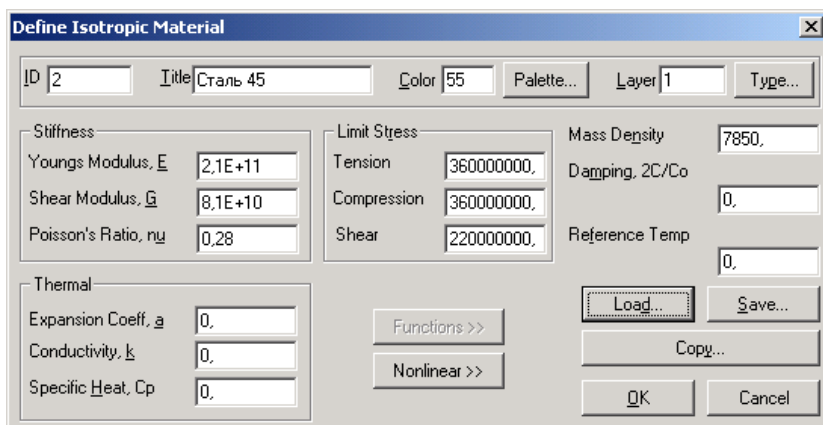 Define Isotropic Material
ID 2 Title Сталь 45 Color 55 Palette... Layer 1 Type...
Stiffness
Youngs Modulus, E 2,1E+11
Shear Modulus, G 8,1E+10
Poisson's Ratio, nu 0,28
Limit Stress
Tension 360000000,
Compression 360000000,
Shear 220000000,
Mass Density 7850,
Damping, 2C/Co 0,
Reference Temp 0,
Thermal
Expansion Coeff, a 0,
Conductivity, k 0,
Specific Heat, Cp 0,
Functions >>
Nonlinear >>
Load... Save...
Copy...
OK Cancel